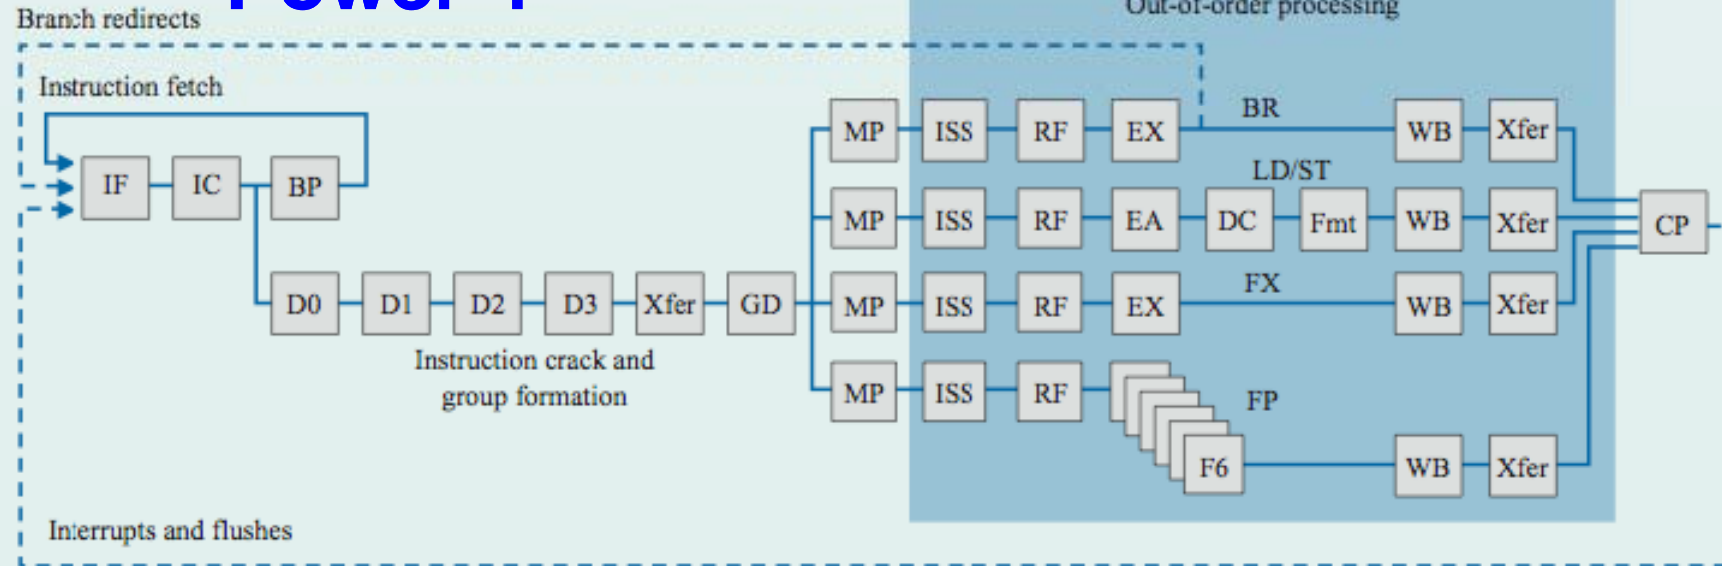 Power 4
Out-of-order processing
Branch redirects
Instruction fetch
BR
MP ISS RF EX WB Xfer
LD/ST
IF IC BP
MP ISS RF EA DC Fmt WB Xfer
CP
FX
D0 D1 D2 D3 Xfer GD MP ISS RF EX WB Xfer
Instruction crack and
group formation
MP ISS RF FP
F6 WB Xfer
Interrupts and flushes